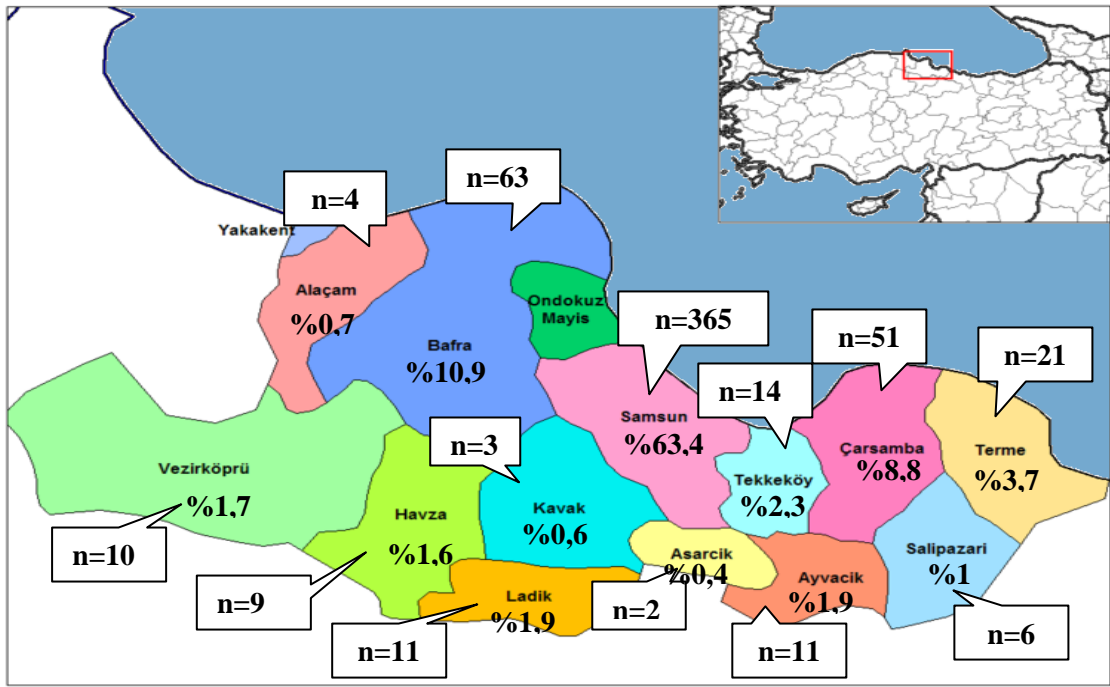 n=63
n=4
Yakakent
Alaçam
%0,7
Ondokuz
Mayis
n=365
n=51
Bafra
%10,9
n=21
n=14
Samsun
%63,4
n=3
Çarsamba
%8,8
Terme
%3,7
Vezirköprü
%1,7
Tekkeköy
%2,3
Havza
%1,6
Kavak
%0,6
n=10
Asarcik
%0,4
Salipazari
%1
Ayvacik
%1,9
Ladik
%1,9
n=9
n=2
n=11
n=11
n=6